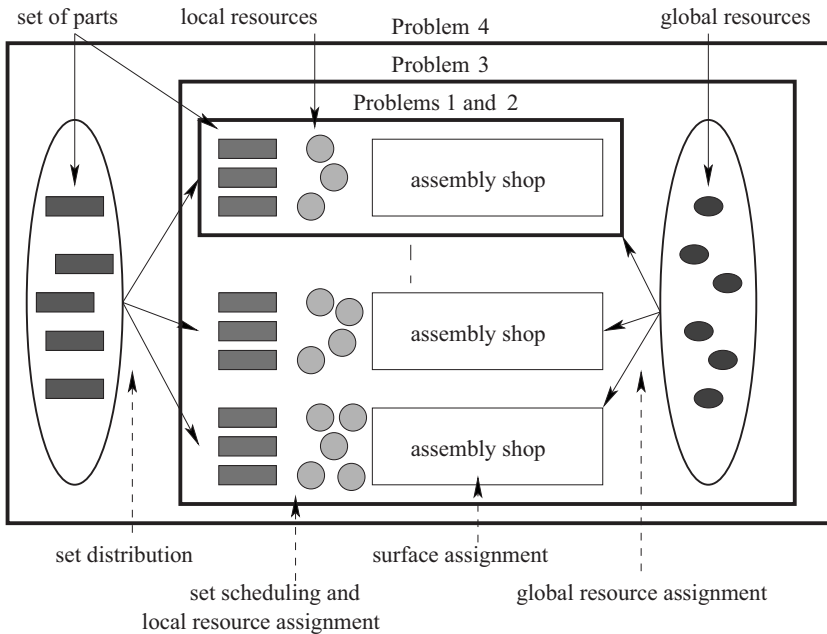 set of parts
local resources
Problem 4
global resources
Problem 3
Problems 1 and 2
assembly shop
assembly shop
assembly shop
set distribution
surface assignment
set scheduling and
local resource assignment
global resource assignment